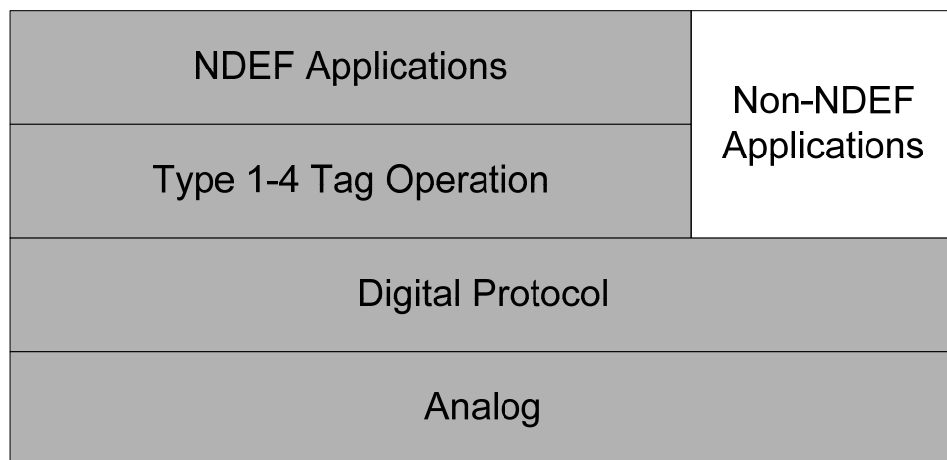 NDEF Applications
Non-NDEF
Applications
Type 1-4 Tag Operation
Digital Protocol
Analog